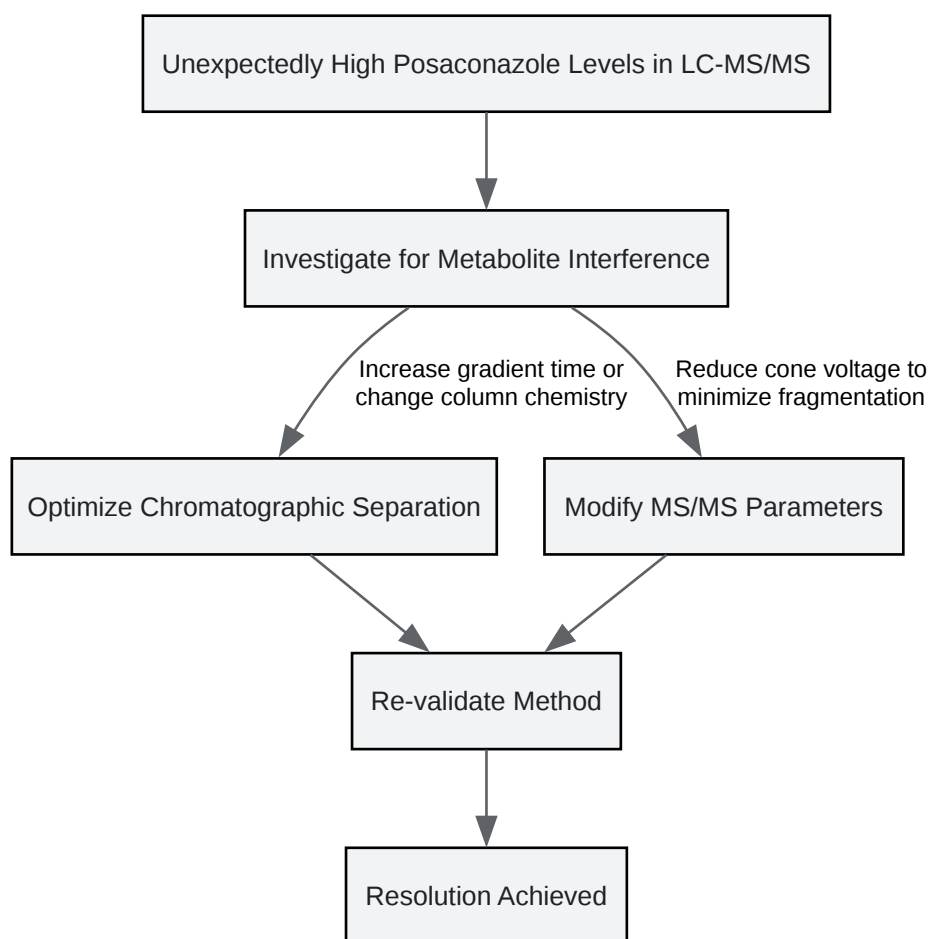 Unexpectedly High Posaconazole Levels in LC-MS/MS
Investigate for Metabolite Interference
Increase gradient time or
change column chemistry
Reduce cone voltage to
minimize fragmentation
Optimize Chromatographic Separation
Modify MS/MS Parameters
Re-validate Method
Resolution Achieved